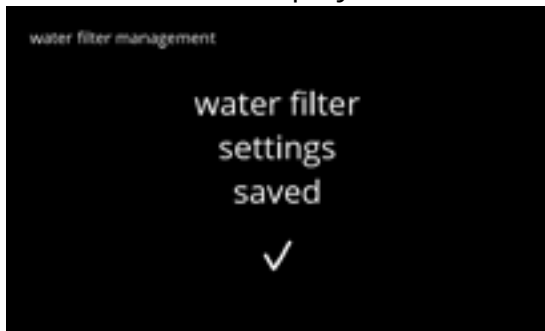 water filter management
water filter
settings
saved